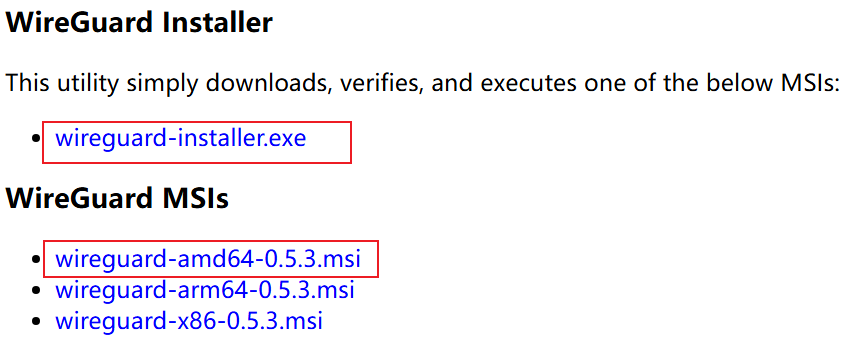 WireGuard Installer
This utility simply downloads, verifies, and executes one of the below MSIs:
• wireguard-installer.exe
WireGuard MSIs
• wireguard-amd64-0.5.3.msi
• wireguard-arm64-0.5.3.msi
• wireguard-x86-0.5.3.msi